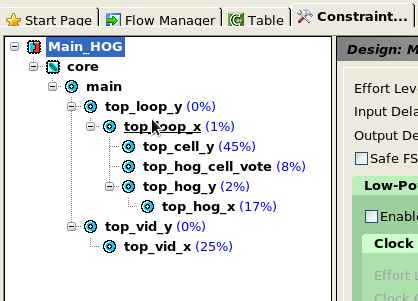 Start Page Flow Manager Table Constraint...
Main_HOG
core
main
top_loop_y (0%)
top_loop_x (1%)
top_cell_y (45%)
top_hog_cell_vote (8%)
top_hog_y (2%)
top_hog_x (17%)
top_vid_y (0%)
top_vid_x (25%)
Design: M
Effort Leve
Input Dela
Output De
Safe FS
Low-Po
Enable
Clock
Effort Leve
Clock G